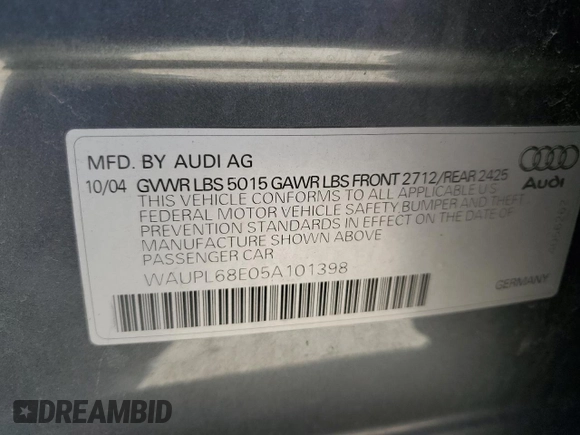 MFD. BY AUDI AG
10/04 GVWR LBS 5015 GAWR LBS FRONT 2712/REAR 2425
THIS VEHICLE CONFORMS TO ALL APPLICABLE U.S
FEDERAL MOTOR VEHICLE SAFETY BUMPER AND THEFT
PREVENTION STANDARDS IN EFFECT ON THE DATE OF
MANUFACTURE SHOWN ABOVE
PASSENGER CAR
WAUPL68E05A101398
Audi
GERMANY
DREAMBID